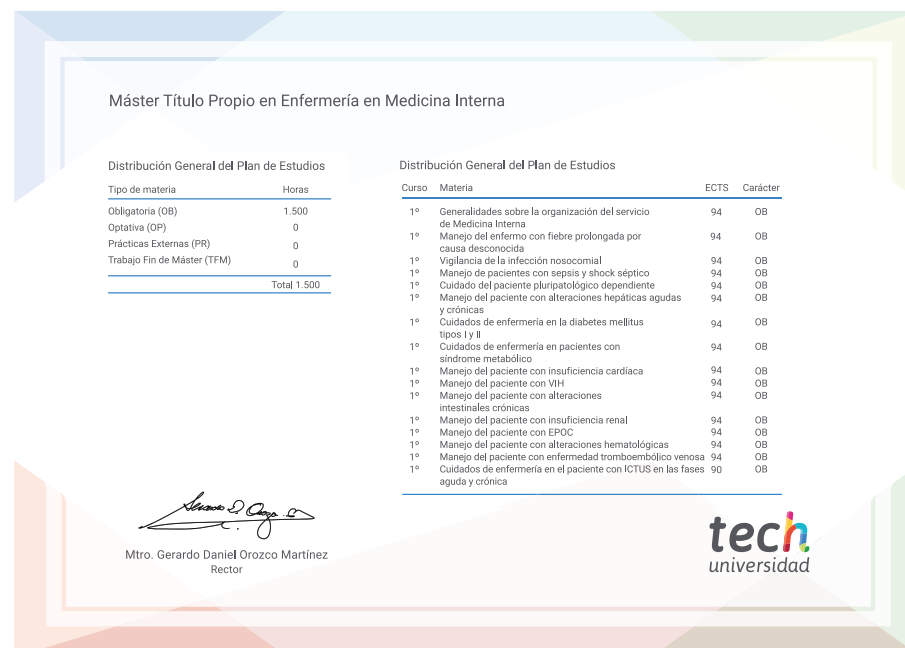 Máster Título Propio en Enfermería en Medicina Interna
Distribución General del Plan de Estudios
Tipo de materia Horas
Obligatoria (OB) 1.500
Optativa (OP) 0
Prácticas Externas (PR) 0
Trabajo Fin de Máster (TFM) 0
Total 1.500
Distribución General del Plan de Estudios
Curso Materia ECTS Carácter
1º Generalidades sobre la organización del servicio 94 OB
de Medicina Interna
1º Manejo del enfermo con fiebre prolongada por 94 OB
causa desconocida
1º Vigilancia de la infección nosocomial 94 OB
1º Manejo de pacientes con sepsis y shock séptico 94 OB
1º Cuidado del paciente pluripatológico dependiente 94 OB
1º Manejo del paciente con alteraciones hepáticas agudas 94 OB
y crónicas
1º Cuidados de enfermería en la diabetes mellitus 94 OB
tipos I y II
1º Cuidados de enfermería en pacientes con 94 OB
síndrome metabólico
1º Manejo del paciente con insuficiencia cardíaca 94 OB
1º Manejo del paciente con VIH 94 OB
1º Manejo del paciente con alteraciones 94 OB
intestinales crónicas
1º Manejo del paciente con insuficiencia renal 94 OB
1º Manejo del paciente con EPOC 94 OB
1º Manejo del paciente con alteraciones hematológicas 94 OB
1º Manejo del paciente con enfermedad tromboembólico venosa 94 OB
1º Cuidados de enfermería en el paciente con ICTUS en las fases 90 OB
aguda y crónica
Mtro. Gerardo Daniel Orozco Martínez
Rector
tech
universidad